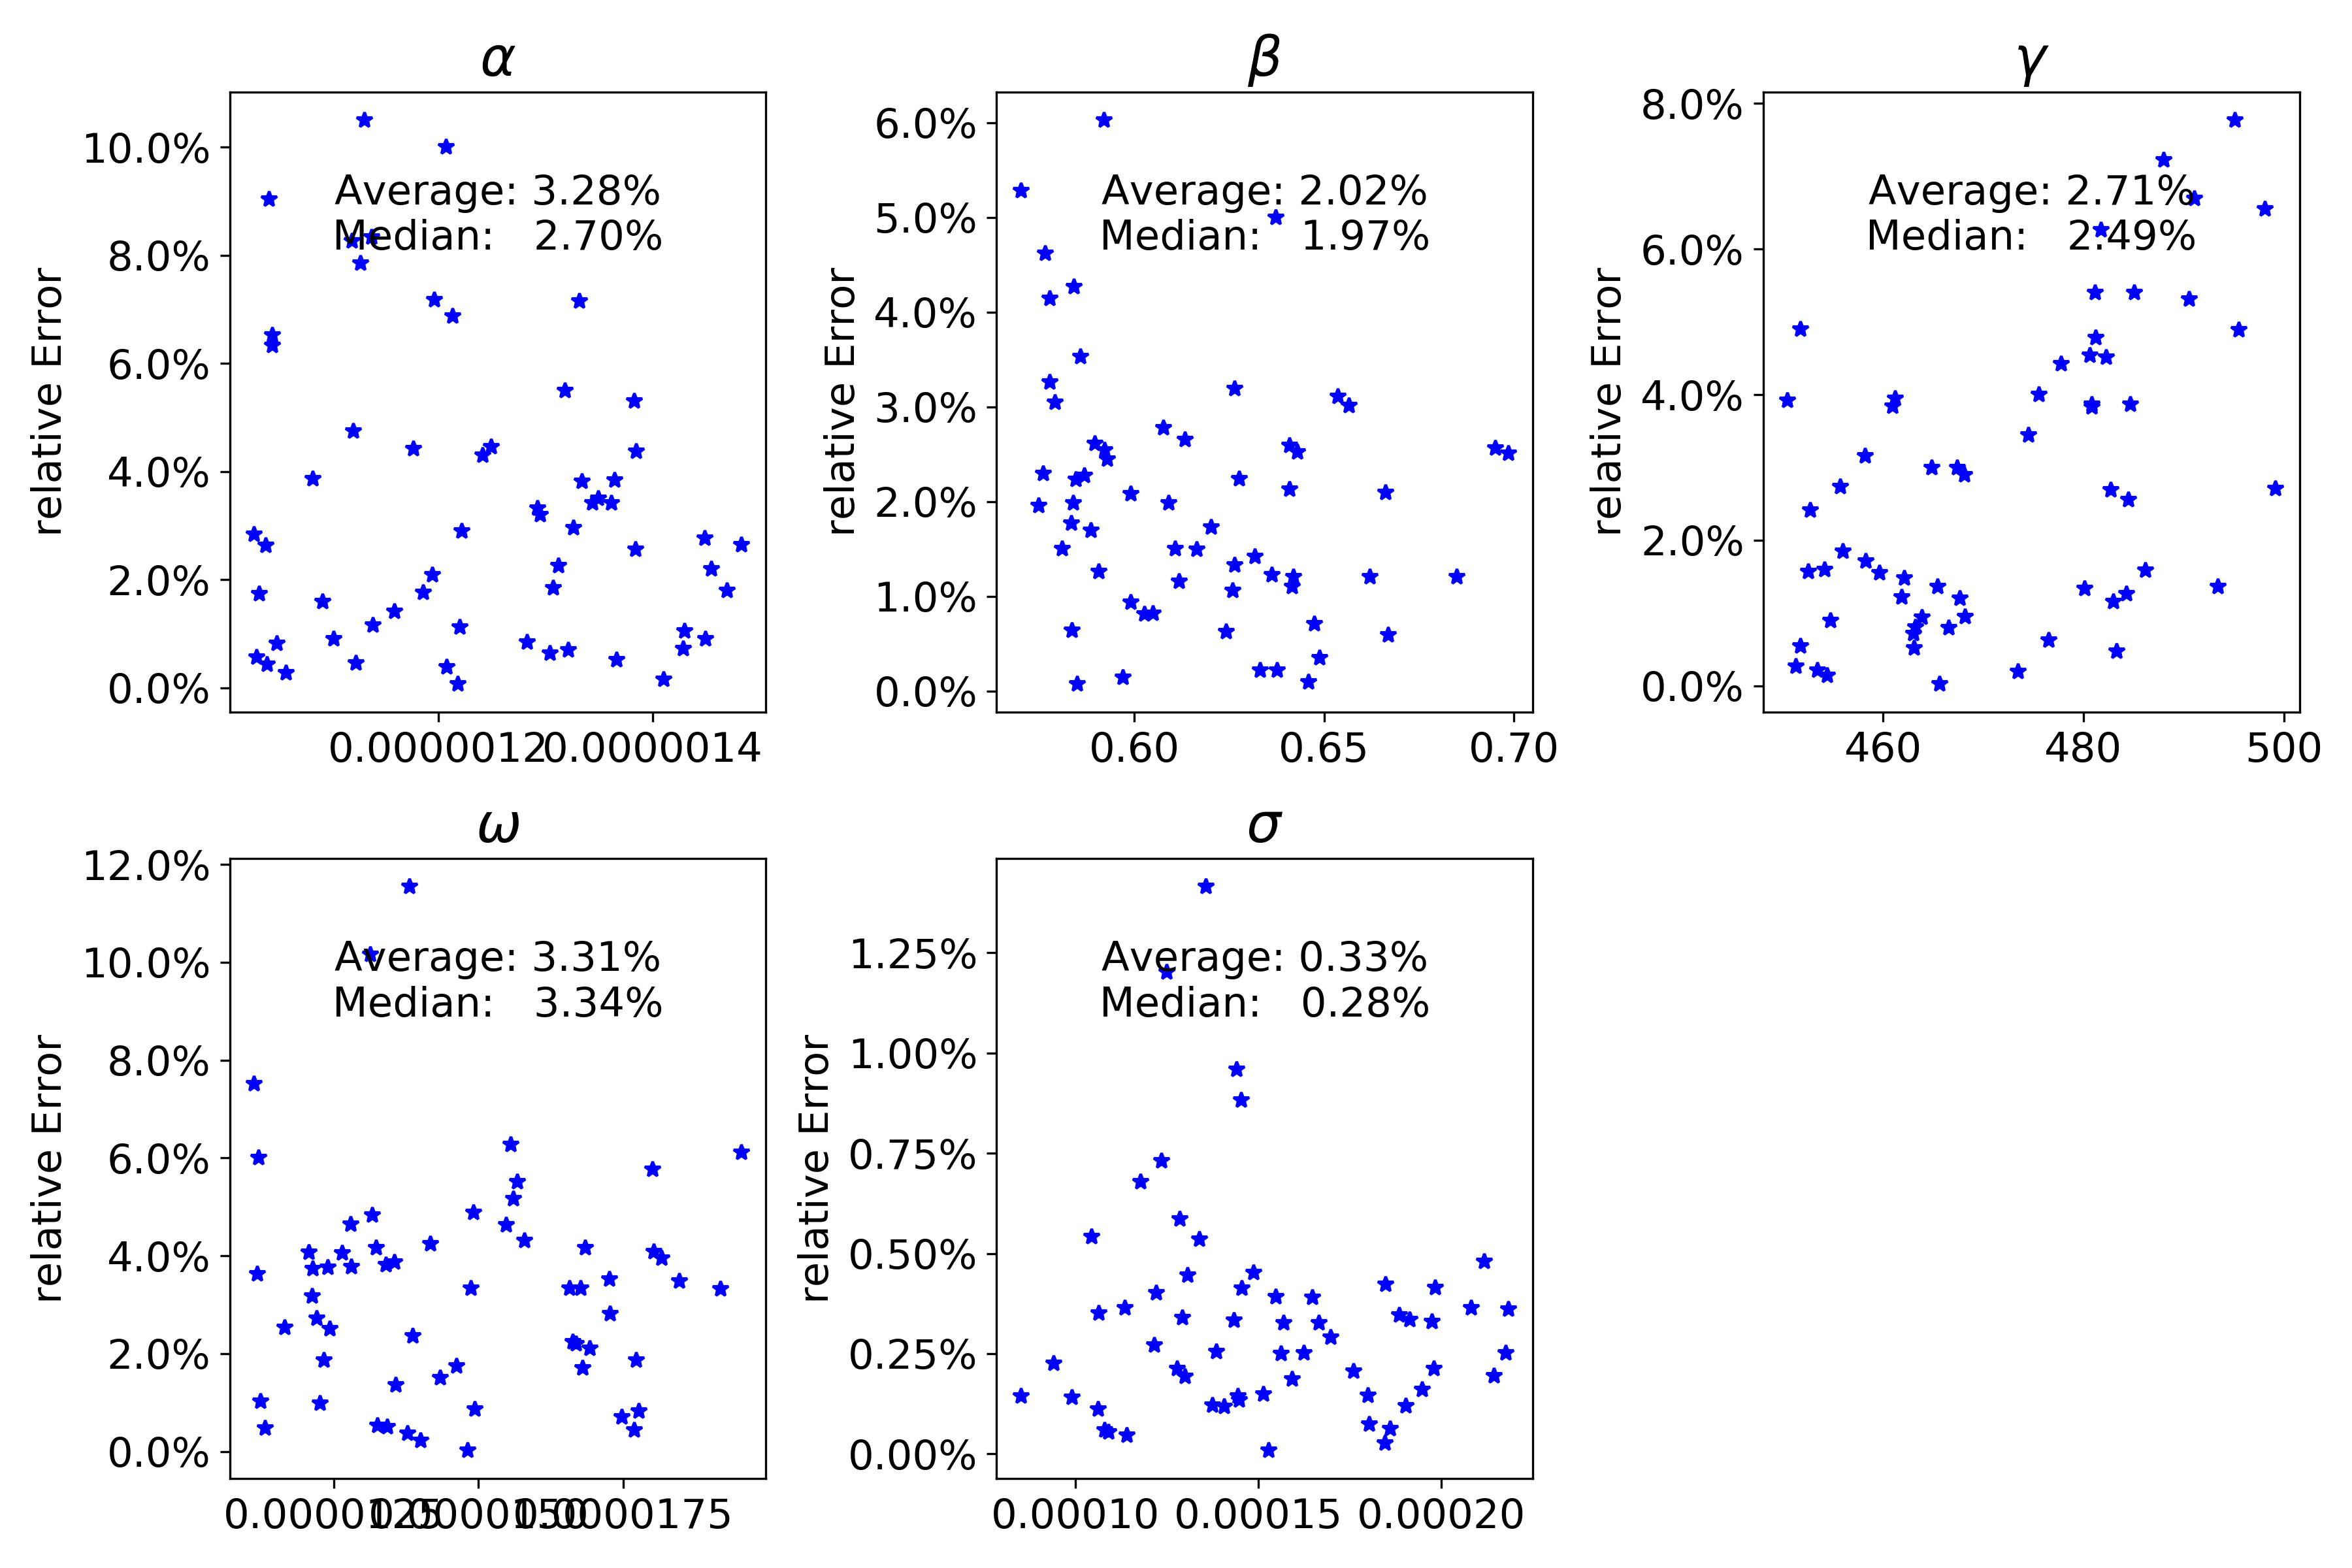 α
10.0%
8.0%
6.0%
4.0%
2.0%
0.0%
relative Error
Average: 3.28%
Median: 2.70%
0.0000012
0.0000014
β
6.0%
5.0%
4.0%
3.0%
2.0%
1.0%
0.0%
relative Error
Average: 2.02%
Median: 1.97%
0.60
0.65
0.70
γ
8.0%
6.0%
4.0%
2.0%
0.0%
relative Error
Average: 2.71%
Median: 2.49%
460
480
500
ω
12.0%
10.0%
8.0%
6.0%
4.0%
2.0%
0.0%
relative Error
Average: 3.31%
Median: 3.34%
σ
1.25%
1.00%
0.75%
0.50%
0.25%
0.00%
relative Error
Average: 0.33%
Median: 0.28%
0.00010
0.00015
0.00020